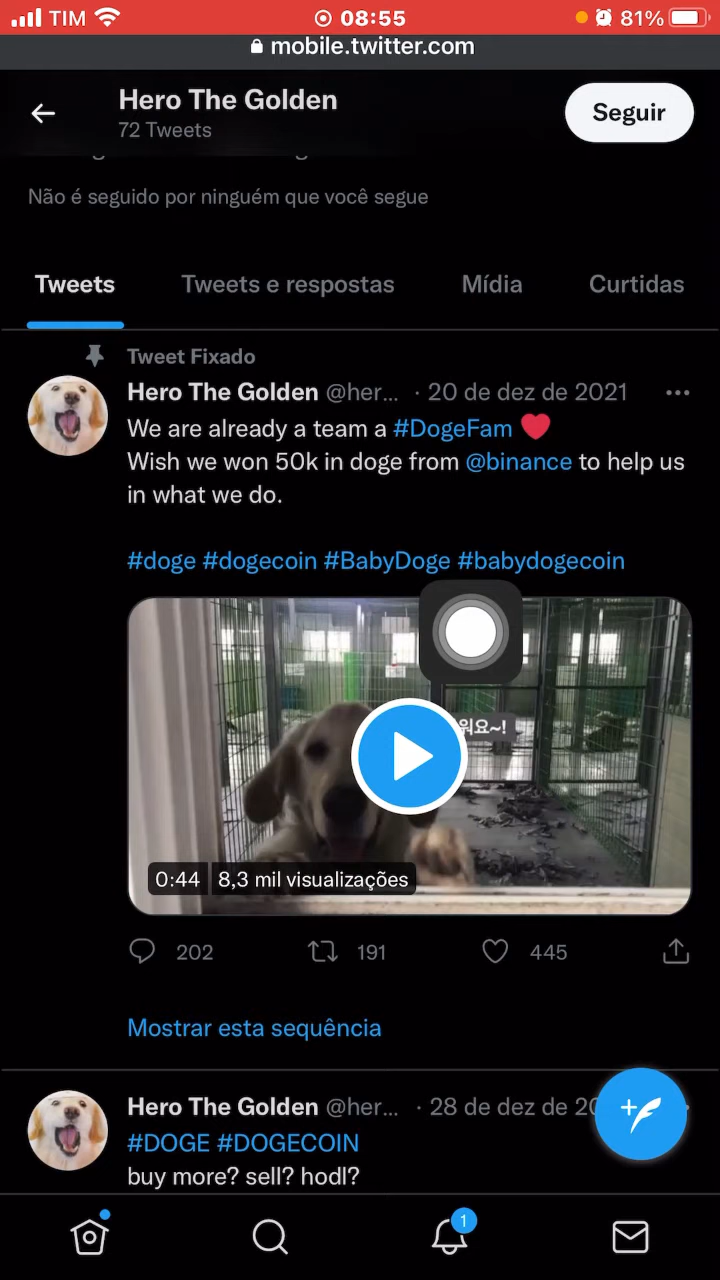 TIM 08:55 81%
mobile.twitter.com
Hero The Golden
72 Tweets
Seguir
Não é seguido por ninguém que você segue
Tweets Tweets e respostas Mídia Curtidas
Tweet Fixado
Hero The Golden @her... · 20 de dez de 2021
We are already a team a #DogeFam
Wish we won 50k in doge from @binance to help us
in what we do.
#doge #dogecoin #BabyDoge #babydogecoin
0:44 8,3 mil visualizações
202 191 445
Mostrar esta sequência
Hero The Golden @her... · 28 de dez de
#DOGE #DOGECOIN
buy more? sell? hodl?
1